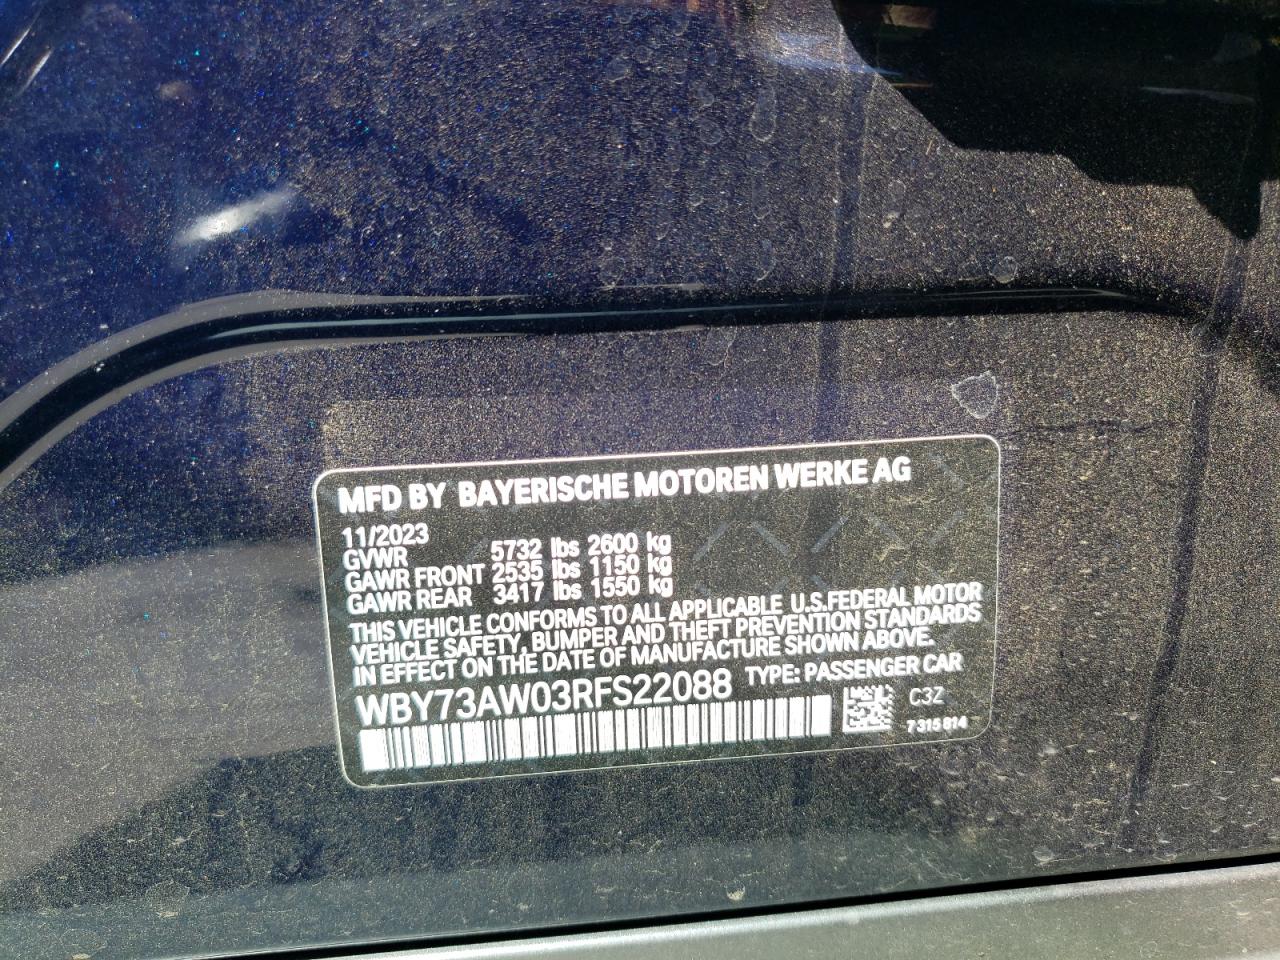 MFD BY BAYERISCHE MOTOREN WERKE AG
11/2023
GVWR 5732 lbs 2600 kg
GAWR FRONT 2535 lbs 1150 kg
GAWR REAR 3417 lbs 1550 kg
THIS VEHICLE CONFORMS TO ALL APPLICABLE U.S.FEDERAL MOTOR
VEHICLE SAFETY, BUMPER AND THEFT PREVENTION STANDARDS
IN EFFECT ON THE DATE OF MANUFACTURE SHOWN ABOVE.
WBY73AW03RFS22088 TYPE: PASSENGER CAR
C3Z
7 315 814